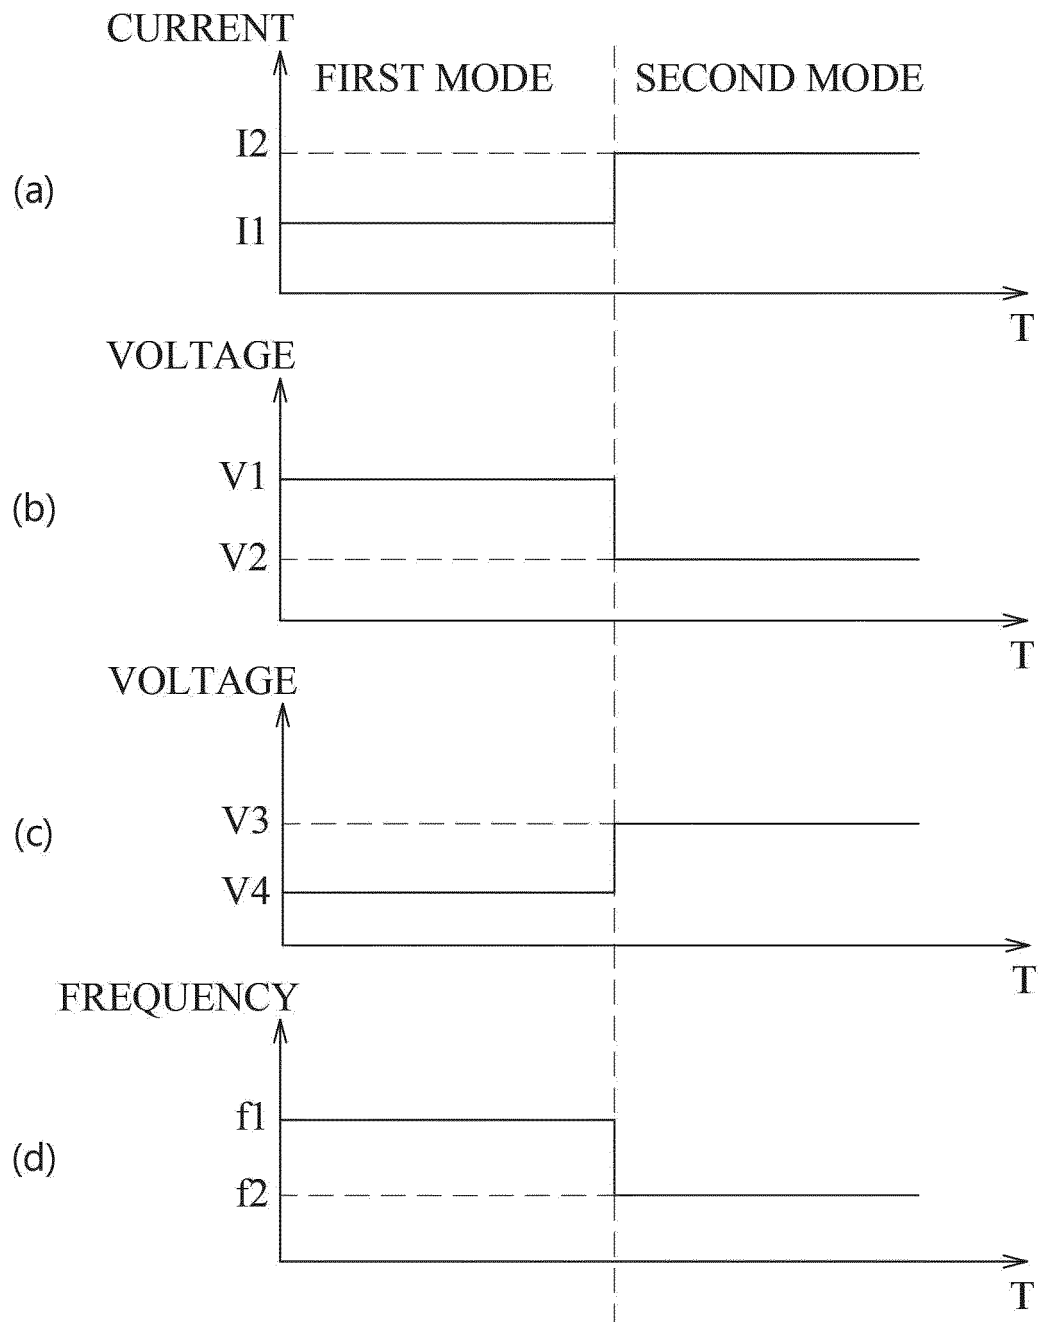 CURRENT
FIRST MODE SECOND MODE
I2
(a)
I1
T
VOLTAGE
V1
(b)
V2
T
VOLTAGE
V3
(c)
V4
T
FREQUENCY
f1
(d)
f2
T